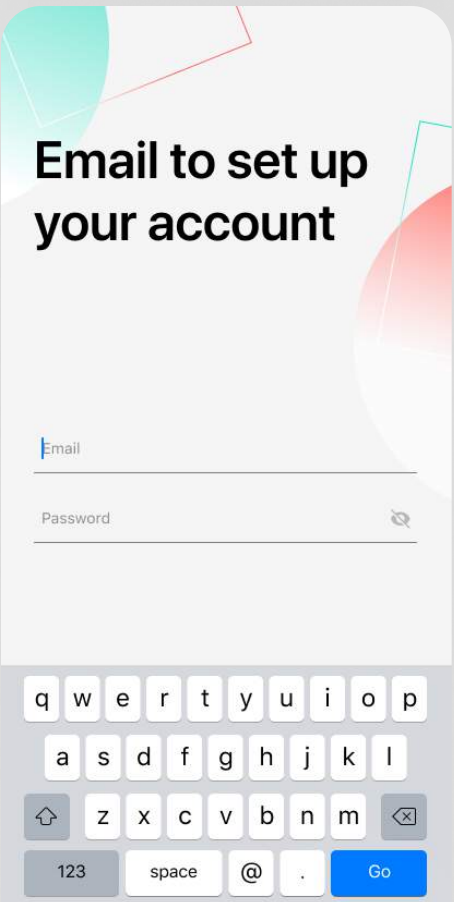 Email to set up
your account
Email
Password
q w e r t y u i o p
a s d f g h j k l
z x c v b n m
123 space @ . Go